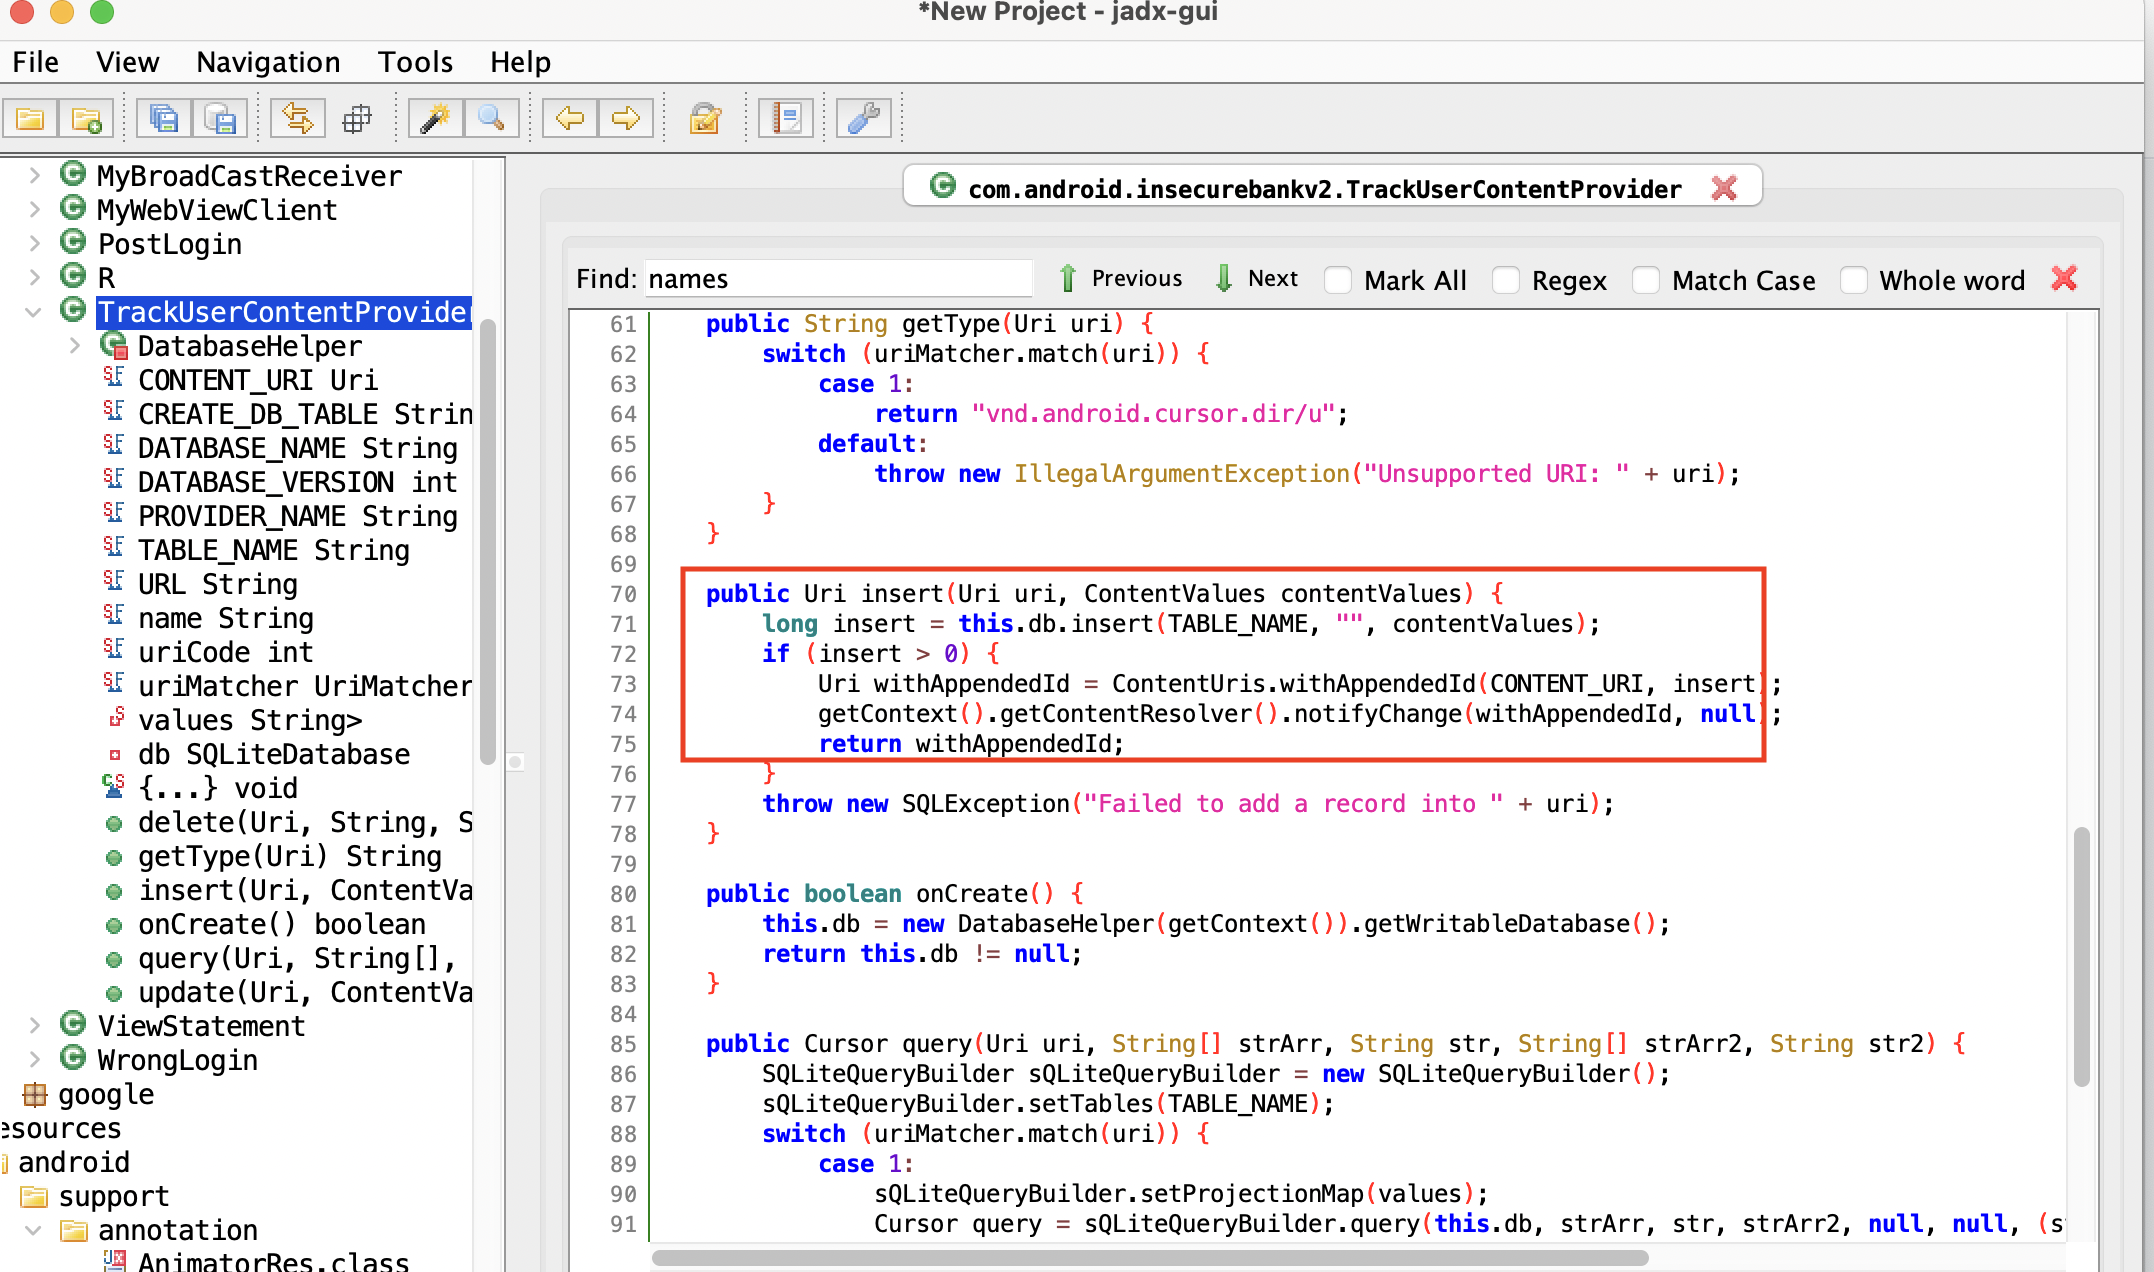 *New Project - jadx-gui
File View Navigation Tools Help
MyBroadCastReceiver
MyWebViewClient
PostLogin
R
TrackUserContentProvider
DatabaseHelper
CONTENT_URI Uri
CREATE_DB_TABLE Strin
DATABASE_NAME String
DATABASE_VERSION int
PROVIDER_NAME String
TABLE_NAME String
URL String
name String
uriCode int
uriMatcher UriMatcher
values String>
db SQLiteDatabase
{...} void
delete(Uri, String, S
getType(Uri) String
insert(Uri, ContentVa
onCreate() boolean
query(Uri, String[],
update(Uri, ContentVa
ViewStatement
WrongLogin
google
esources
android
support
annotation
AnimatorRes.class
com.android.insecurebankv2.TrackUserContentProvider
Find: names Previous Next Mark All Regex Match Case Whole word
61 public String getType(Uri uri) {
62 switch (uriMatcher.match(uri)) {
63 case 1:
64 return "vnd.android.cursor.dir/u";
65 default:
66 throw new IllegalArgumentException("Unsupported URI: " + uri);
67 }
68 }
69
70 public Uri insert(Uri uri, ContentValues contentValues) {
71 long insert = this.db.insert(TABLE_NAME, "", contentValues);
72 if (insert > 0) {
73 Uri withAppendedId = ContentUris.withAppendedId(CONTENT_URI, insert);
74 getContext().getContentResolver().notifyChange(withAppendedId, null);
75 return withAppendedId;
76 }
77 throw new SQLException("Failed to add a record into " + uri);
78 }
79
80 public boolean onCreate() {
81 this.db = new DatabaseHelper(getContext()).getWritableDatabase();
82 return this.db != null;
83 }
84
85 public Cursor query(Uri uri, String[] strArr, String str, String[] strArr2, String str2) {
86 SQLiteQueryBuilder sQLiteQueryBuilder = new SQLiteQueryBuilder();
87 sQLiteQueryBuilder.setTables(TABLE_NAME);
88 switch (uriMatcher.match(uri)) {
89 case 1:
90 sQLiteQueryBuilder.setProjectionMap(values);
91 Cursor query = sQLiteQueryBuilder.query(this.db, strArr, str, strArr2, null, null, (s